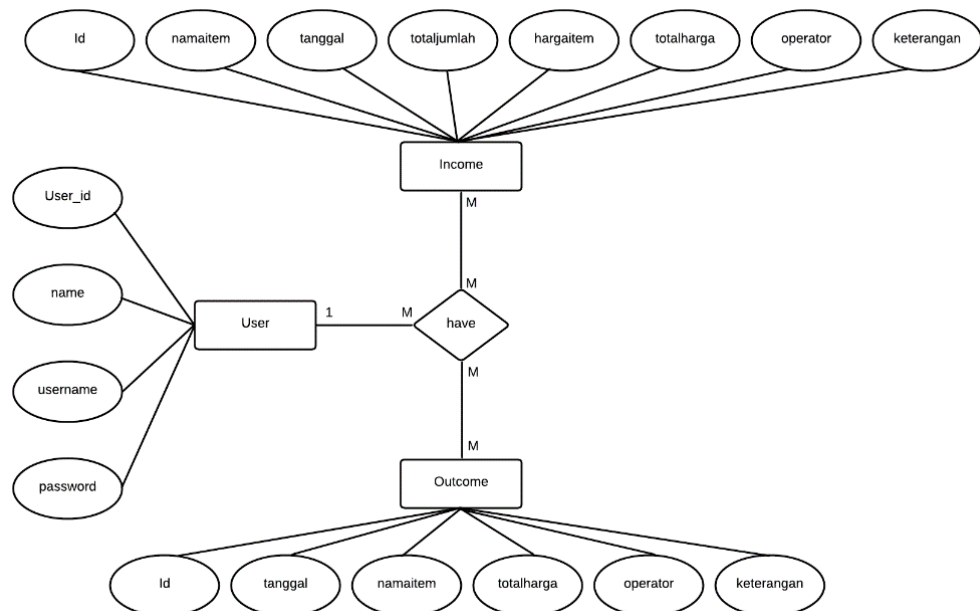 Id
namaitem
tanggal
totaljumlah
hargaitem
totalharga
operator
keterangan
Income
M
User_id
M
name
User
1
M
have
M
username
M
Outcome
password
Id
tanggal
namaitem
totalharga
operator
keterangan